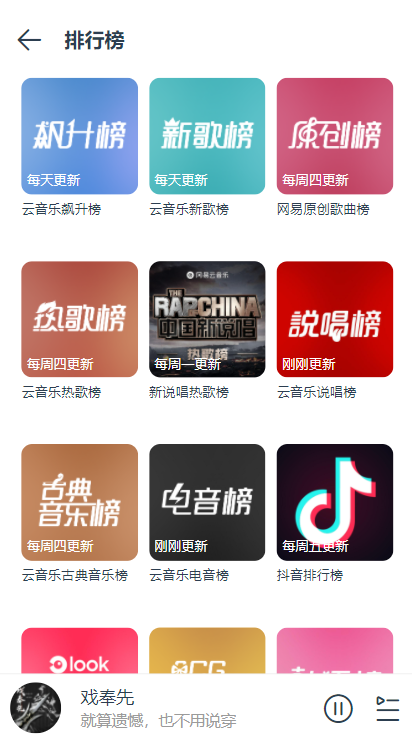 排行榜
飙升榜
每天更新
云音乐飙升榜
新歌榜
每天更新
云音乐新歌榜
原创榜
每周四更新
网易原创歌曲榜
热歌榜
每周四更新
云音乐热歌榜
网易云音乐
THE
RAP OF CHINA
中国新说唱
热歌榜
每周一更新
新说唱热歌榜
説唱榜
刚刚更新
云音乐说唱榜
古典
音乐榜
每周四更新
云音乐古典音乐榜
电音榜
刚刚更新
云音乐电音榜
每周五更新
抖音排行榜
look
戏奉先
就算遗憾，也不用说穿